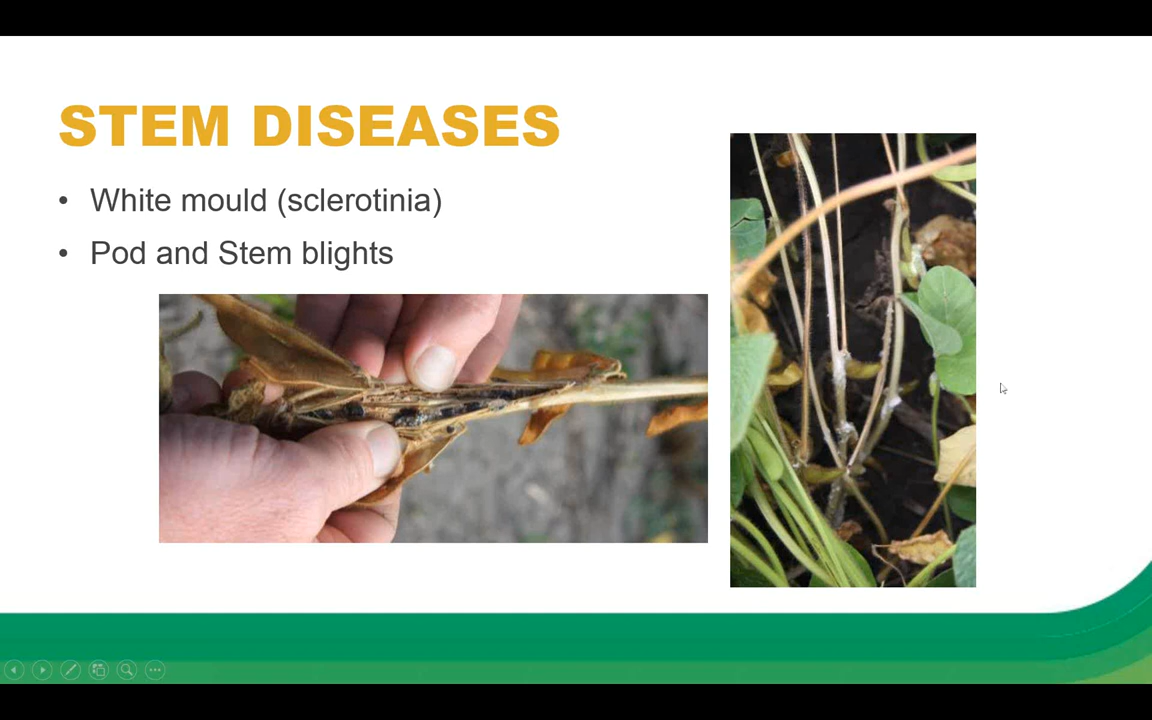 STEM DISEASES
• White mould (sclerotinia)
• Pod and Stem blights